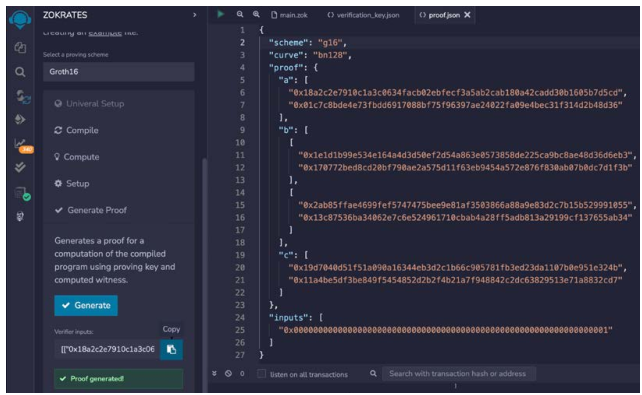 ZOKRATES
creating an example file.
Select a proving scheme
Groth16
Univeral Setup
Compile
Compute
Setup
Generate Proof
Generates a proof for a
computation of the compiled
program using proving key and
computed witness.
Generate
Verifier inputs:
Copy
[["0x18a2c2e7910c1a3c06
Proof generated!
main.zok verification_key.json proof.json
1 {
2 "scheme": "g16",
3 "curve": "bn128",
4 "proof": {
5 "a": [
6 "0x18a2c2e7910c1a3c0634facb02ebfecf3a5ab2cab180a42cadd30b1605b7d5cd",
7 "0x01c7c8bde4e73fbdd6917088bf75f96397ae24022fa09e4bec31f314d2b48d36"
8 ],
9 "b": [
10 [
11 "0x1e1d1b99e534e164a4d3d50ef2d54a863e0573858de225ca9bc8ae48d36d6eb3",
12 "0x170772bed8cd20bf790ae2a575d11f63eb9454a572e876f830ab07b0dc7d1f3b"
13 ],
14 [
15 "0x2ab85ffae4699fef5747475bee9e81af3503866a88a9e83d2c7b15b529991055",
16 "0x13c87536ba34062e7c6e524961710cbab4a28ff5adb813a29199cf137655ab34"
17 ]
18 ],
19 "c": [
20 "0x19d7040d51f51a090a16344eb3d2c1b66c905781fb3ed23da1107b0e951e324b",
21 "0x11a4be5df3be849f5454852d2b2f4b21a7f948842c2dc63829513e71a8832cd7"
22 ]
23 },
24 "inputs": [
25 "0x0000000000000000000000000000000000000000000000000000000000000001"
26 ]
27 }
0 listen on all transactions Search with transaction hash or address